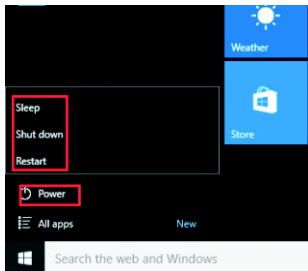 Weather
Sleep
Shut down
Store
Restart
Power
All apps
New
Search the web and Windows